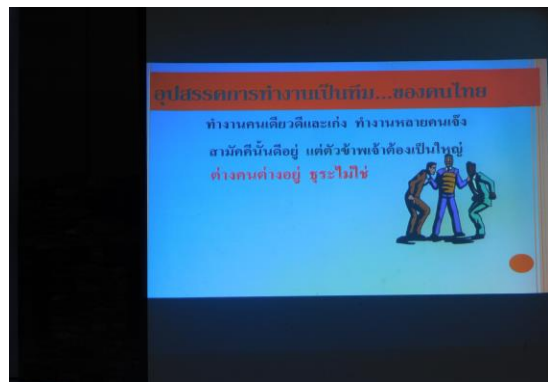 อุปสรรคการทำงานเป็นทีม...ของคนไทย
ทำงานคนเดียวดีและเก่ง ทำงานหลายคนเจ๊ง
สามัคคีนั้นดีอยู่ แต่ตัวข้าพเจ้าต้องเป็นใหญ่
ต่างคนต่างอยู่ ธุระไม่ใช่